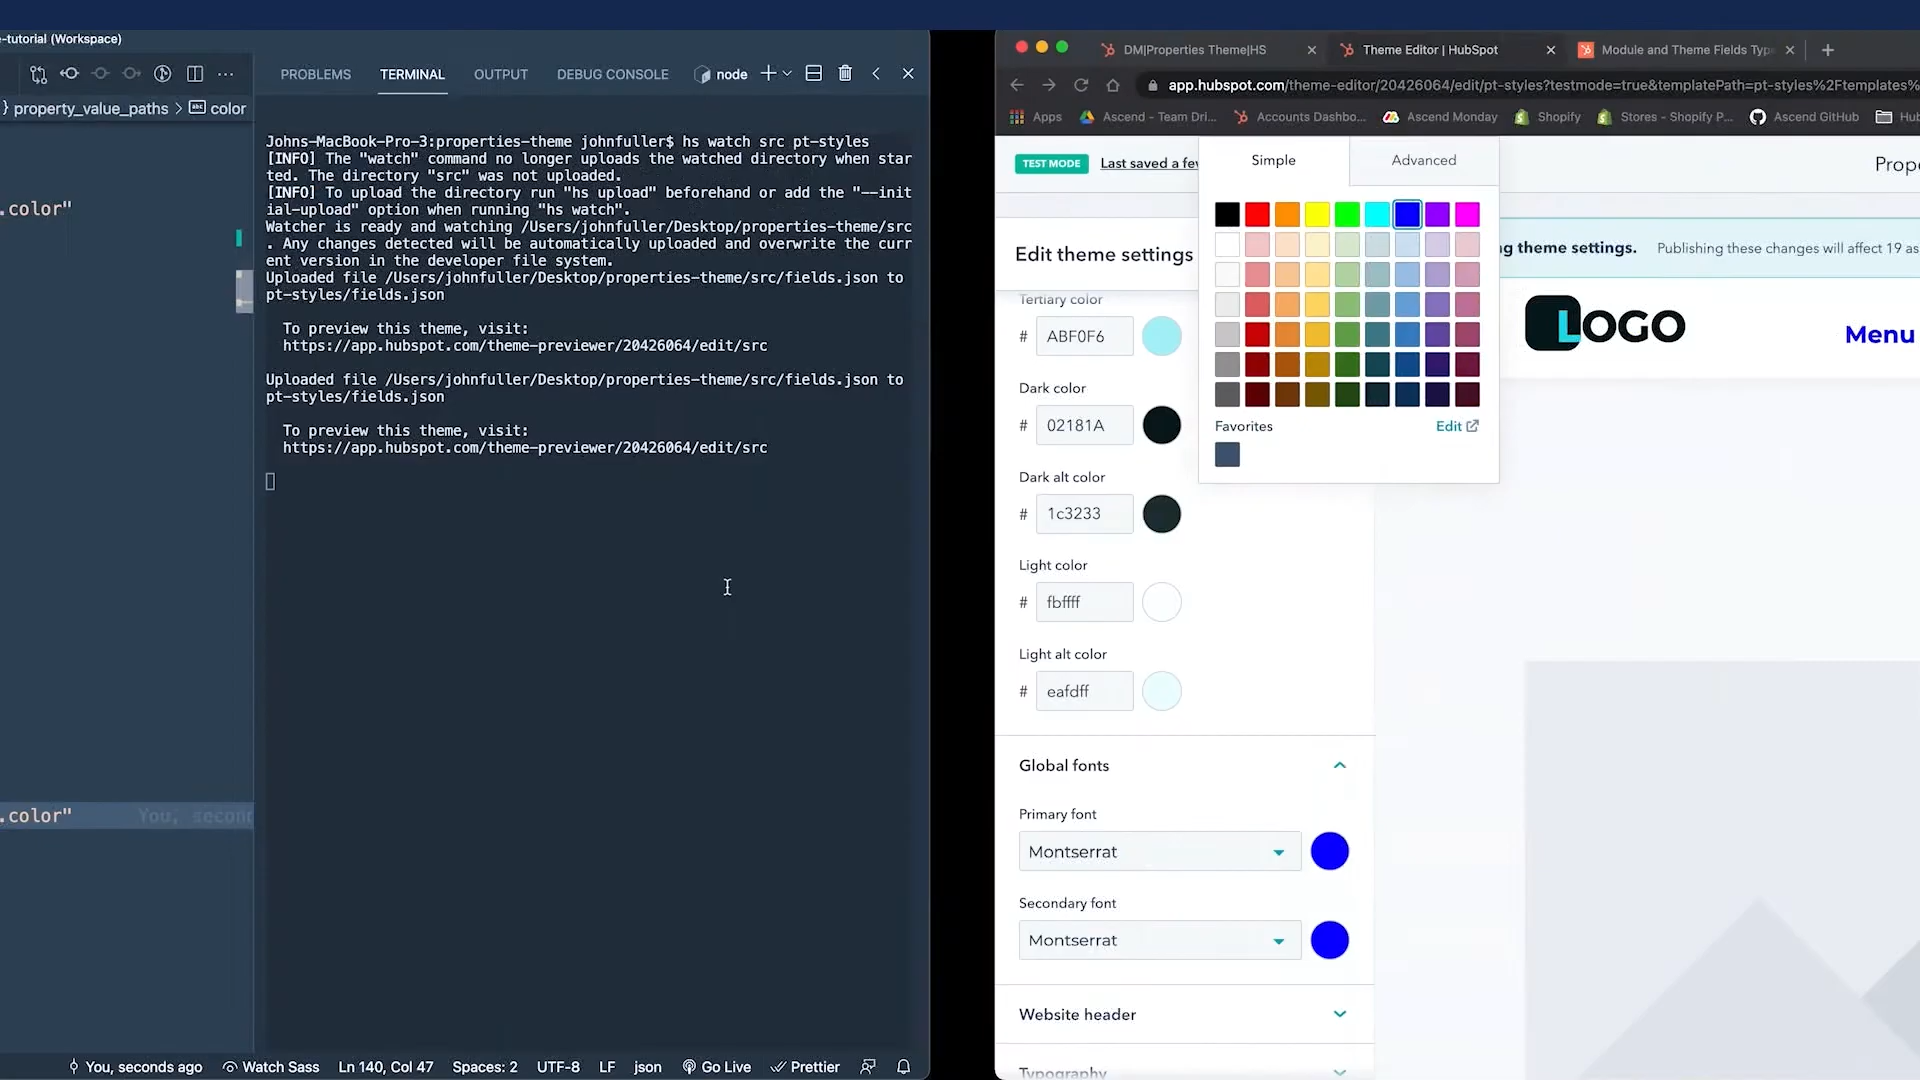 -tutorial (Workspace)
PROBLEMS
TERMINAL
OUTPUT
DEBUG CONSOLE
node
} property_value_paths > abc color
.color"
Johns-MacBook-Pro-3:properties-theme johnfuller$ hs watch src pt-styles
[INFO] The "watch" command no longer uploads the watched directory when star
ted. The directory "src" was not uploaded.
[INFO] To upload the directory run "hs upload" beforehand or add the "--init
ial-upload" option when running "hs watch".
Watcher is ready and watching /Users/johnfuller/Desktop/properties-theme/src
. Any changes detected will be automatically uploaded and overwrite the curr
ent version in the developer file system.
Uploaded file /Users/johnfuller/Desktop/properties-theme/src/fields.json to
pt-styles/fields.json
To preview this theme, visit:
https://app.hubspot.com/theme-previewer/20426064/edit/src
Uploaded file /Users/johnfuller/Desktop/properties-theme/src/fields.json to
pt-styles/fields.json
To preview this theme, visit:
https://app.hubspot.com/theme-previewer/20426064/edit/src
.color" You, second
You, seconds ago
Watch Sass
Ln 140, Col 47
Spaces: 2
UTF-8
LF
json
Go Live
Prettier
DM|Properties Theme|HS
Theme Editor | HubSpot
Module and Theme Fields Typ
app.hubspot.com/theme-editor/20426064/edit/pt-styles?testmode=true&templatePath=pt-styles%2Ftemplates%
Apps
Ascend - Team Dri...
Accounts Dashbo...
Ascend Monday
Shopify
Stores - Shopify P...
Ascend GitHub
Hub
TEST MODE
Last saved a few
Simple
Advanced
Prope
Edit theme settings
ng theme settings. Publishing these changes will affect 19 as
LOGO
Menu
Favorites
Edit
Tertiary color
# ABF0F6
Dark color
# 02181A
Dark alt color
# 1c3233
Light color
# fbffff
Light alt color
# eafdff
Global fonts
Primary font
Montserrat
Secondary font
Montserrat
Website header
Typography